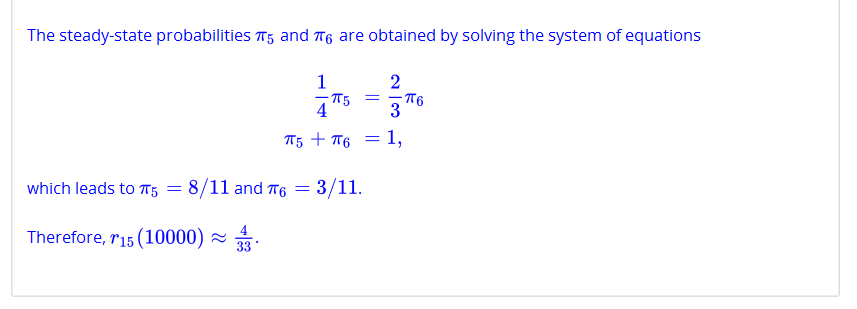 The steady-state probabilities π5 and π6 are obtained by solving the system of equations
1/4 π5 = 2/3 π6
π5 + π6 = 1,
which leads to π5 = 8/11 and π6 = 3/11.
Therefore, r15(10000) ≈ 4/33.